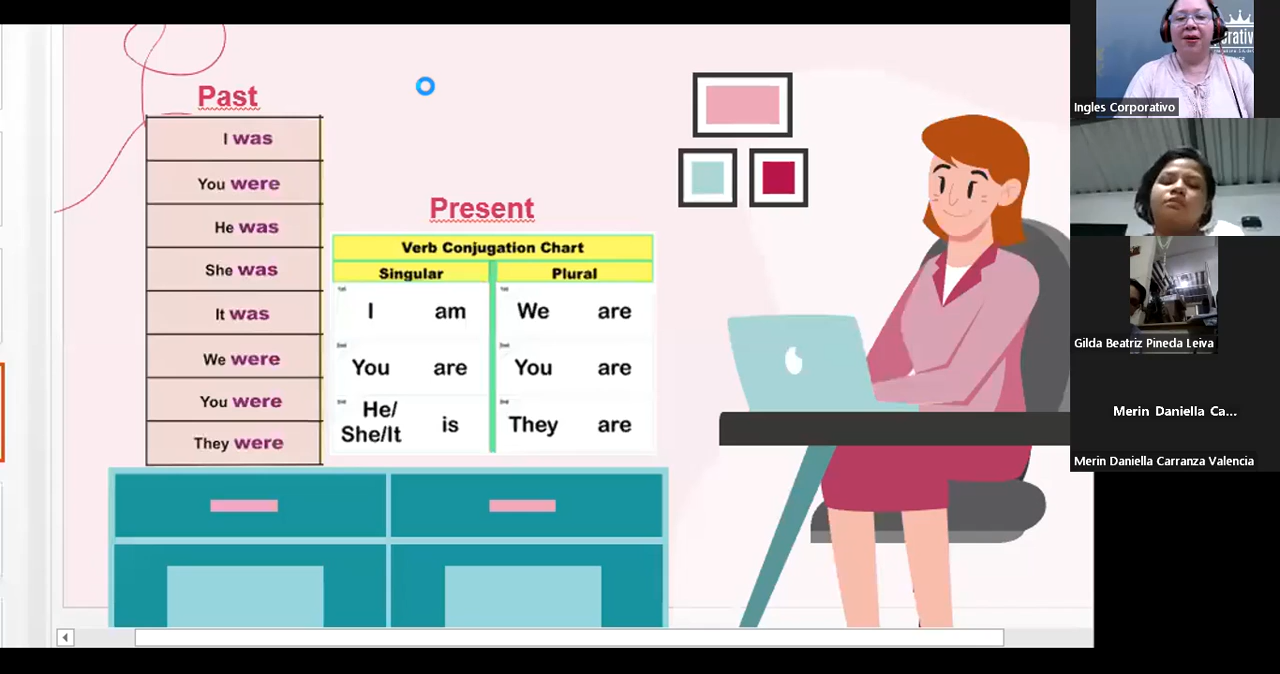 Past
I was
You were
He was
She was
It was
We were
You were
They were
Present
Verb Conjugation Chart
Singular Plural
I am We are
You are You are
He/
She/It is They are
Ingles Corporativo
Gilda Beatriz Pineda Leiva
Merin Daniella Ca...
Merin Daniella Carranza Valencia